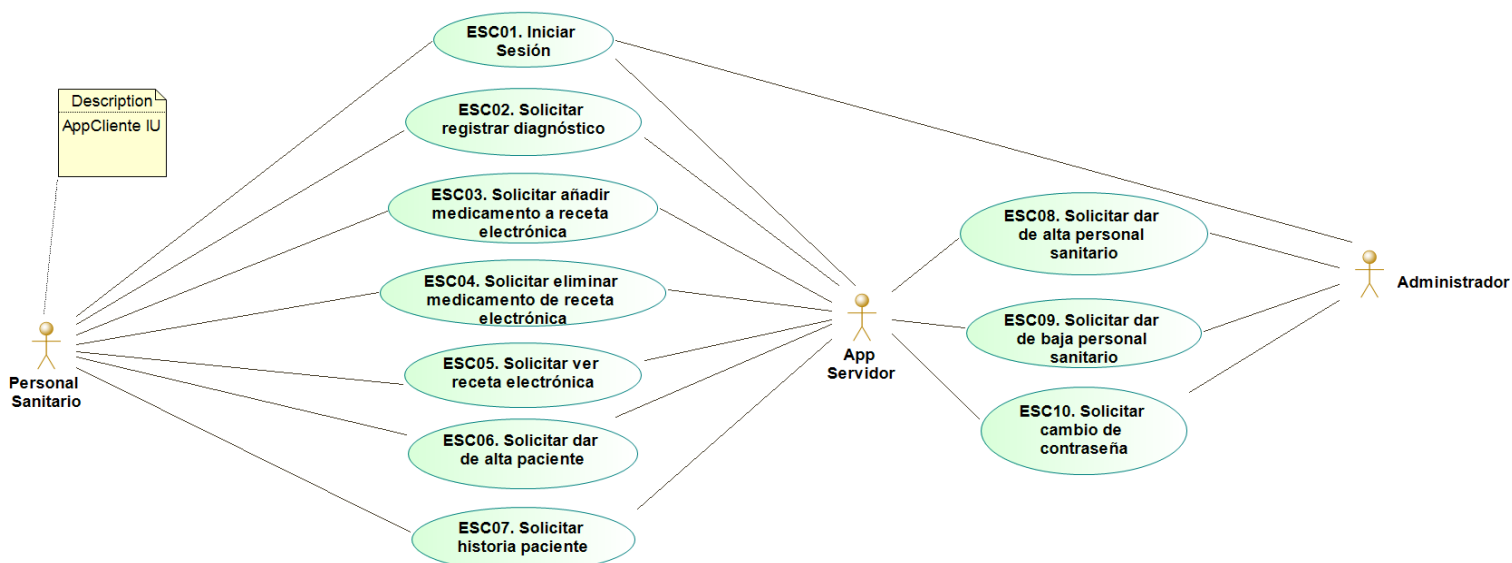 ESC01. Iniciar
Sesión
Description
AppCliente IU
ESC02. Solicitar
registrar diagnóstico
ESC03. Solicitar añadir
medicamento a receta
electrónica
ESC04. Solicitar eliminar
medicamento de receta
electrónica
ESC05. Solicitar ver
receta electrónica
ESC06. Solicitar dar
de alta paciente
ESC07. Solicitar
historia paciente
Personal
Sanitario
App
Servidor
ESC08. Solicitar dar
de alta personal
sanitario
ESC09. Solicitar dar
de baja personal
sanitario
ESC10. Solicitar
cambio de
contraseña
Administrador